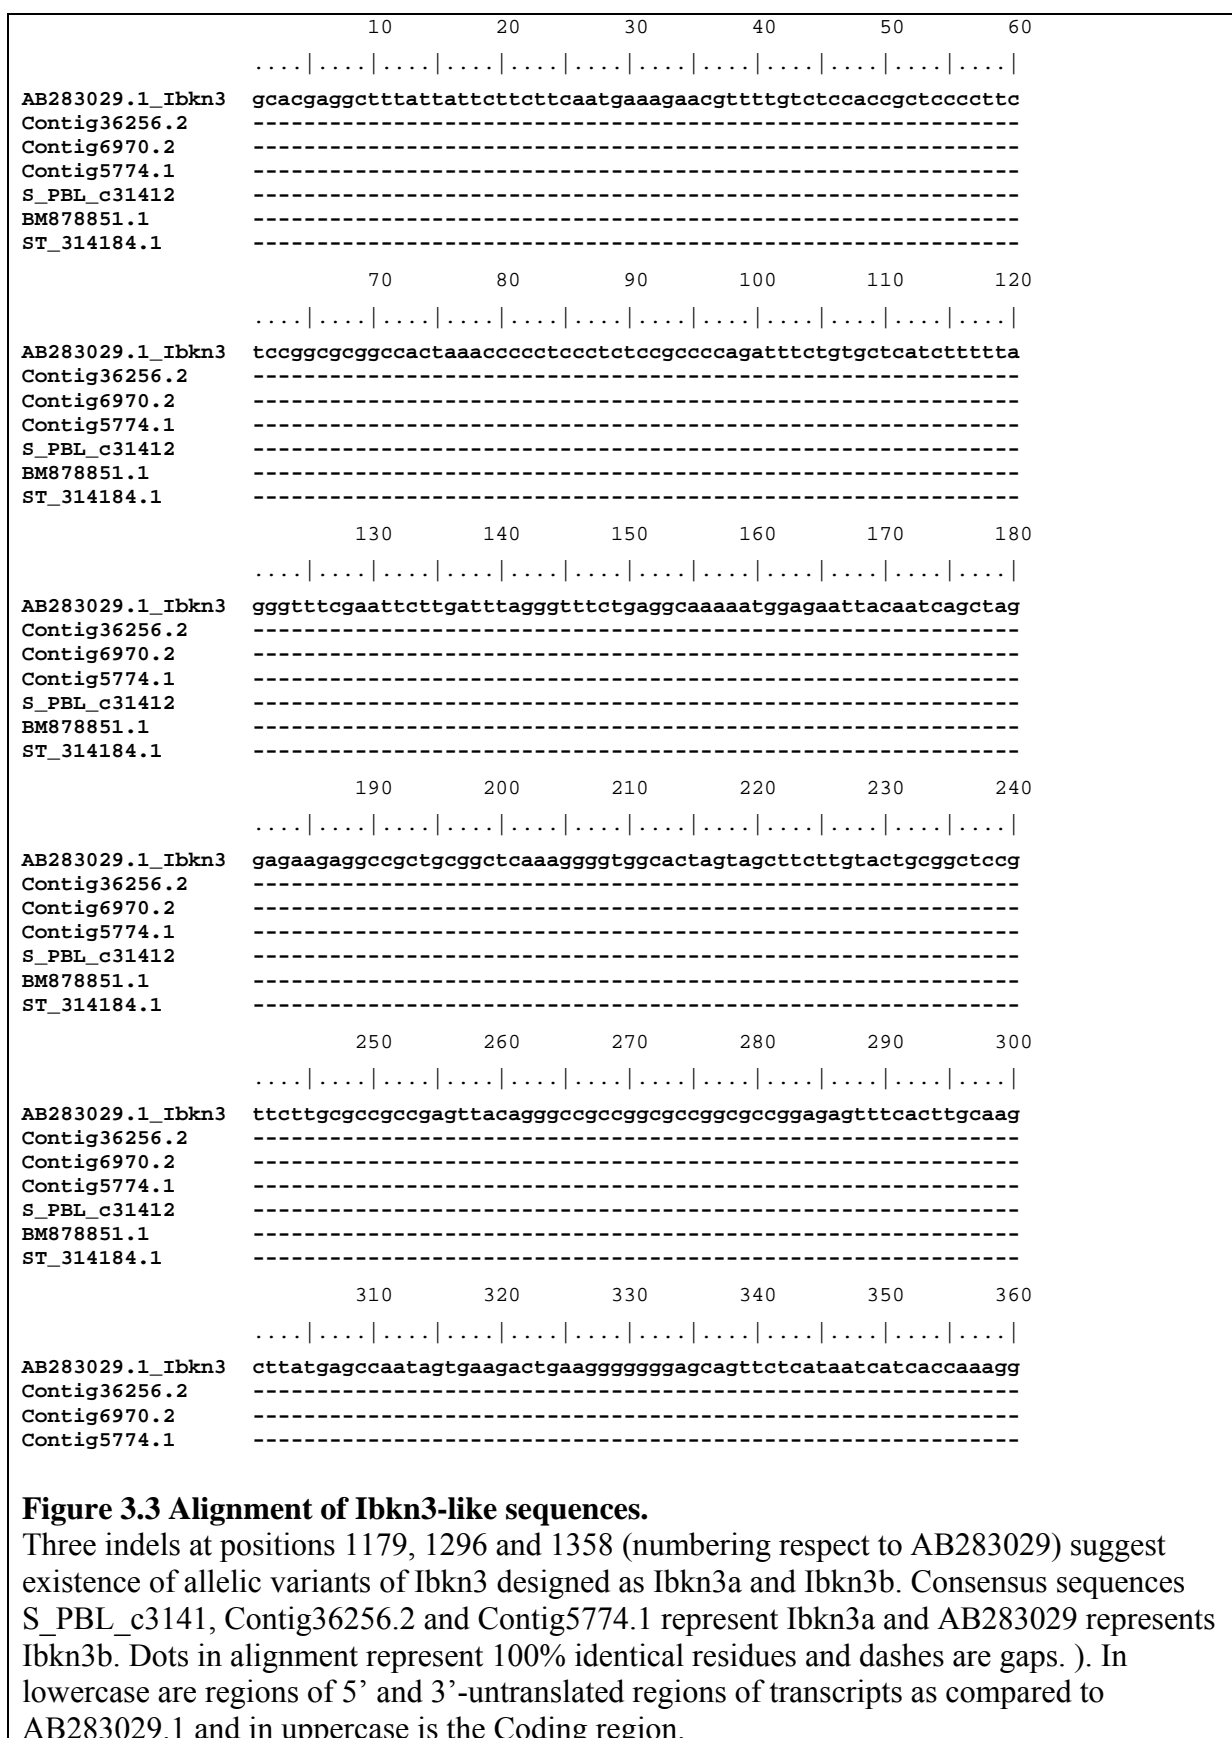 10 20 30 40 50 60
....|....|....|....|....|....|....|....|....|....|....|....|
AB283029.1_Ibkn3 gcacgaggctttattattcttcttcaatgaaagaacgttttgtctccaccgctccccttc
Contig36256.2 ------------------------------------------------------------
Contig6970.2 ------------------------------------------------------------
Contig5774.1 ------------------------------------------------------------
S_PBL_c31412 ------------------------------------------------------------
BM878851.1 ------------------------------------------------------------
ST_314184.1 ------------------------------------------------------------
70 80 90 100 110 120
....|....|....|....|....|....|....|....|....|....|....|....|
AB283029.1_Ibkn3 tccggcgcggccactaaaccccctccctctccgccccagatttctgtgctcatcttttta
Contig36256.2 ------------------------------------------------------------
Contig6970.2 ------------------------------------------------------------
Contig5774.1 ------------------------------------------------------------
S_PBL_c31412 ------------------------------------------------------------
BM878851.1 ------------------------------------------------------------
ST_314184.1 ------------------------------------------------------------
130 140 150 160 170 180
....|....|....|....|....|....|....|....|....|....|....|....|
AB283029.1_Ibkn3 gggtttcgaattcttgatttagggtttctgaggcaaaaatggagaattacaatcagctag
Contig36256.2 ------------------------------------------------------------
Contig6970.2 ------------------------------------------------------------
Contig5774.1 ------------------------------------------------------------
S_PBL_c31412 ------------------------------------------------------------
BM878851.1 ------------------------------------------------------------
ST_314184.1 ------------------------------------------------------------
190 200 210 220 230 240
....|....|....|....|....|....|....|....|....|....|....|....|
AB283029.1_Ibkn3 gagaagaggccgctgcggctcaaaggggtggcactagtagcttcttgtactgcggctccg
Contig36256.2 ------------------------------------------------------------
Contig6970.2 ------------------------------------------------------------
Contig5774.1 ------------------------------------------------------------
S_PBL_c31412 ------------------------------------------------------------
BM878851.1 ------------------------------------------------------------
ST_314184.1 ------------------------------------------------------------
250 260 270 280 290 300
....|....|....|....|....|....|....|....|....|....|....|....|
AB283029.1_Ibkn3 ttcttgcgccgccgagttacagggccgccggcgccggcgccggagagtttcacttgcaag
Contig36256.2 ------------------------------------------------------------
Contig6970.2 ------------------------------------------------------------
Contig5774.1 ------------------------------------------------------------
S_PBL_c31412 ------------------------------------------------------------
BM878851.1 ------------------------------------------------------------
ST_314184.1 ------------------------------------------------------------
310 320 330 340 350 360
....|....|....|....|....|....|....|....|....|....|....|....|
AB283029.1_Ibkn3 cttatgagccaatagtgaagactgaagggggggagcagttctcataatcatcaccaaagg
Contig36256.2 ------------------------------------------------------------
Contig6970.2 ------------------------------------------------------------
Contig5774.1 ------------------------------------------------------------
Figure 3.3 Alignment of Ibkn3-like sequences.
Three indels at positions 1179, 1296 and 1358 (numbering respect to AB283029) suggest
existence of allelic variants of Ibkn3 designed as Ibkn3a and Ibkn3b. Consensus sequences
S_PBL_c3141, Contig36256.2 and Contig5774.1 represent Ibkn3a and AB283029 represents
Ibkn3b. Dots in alignment represent 100% identical residues and dashes are gaps. ). In
lowercase are regions of 5’ and 3’-untranslated regions of transcripts as compared to
AB283029.1 and in uppercase is the Coding region.